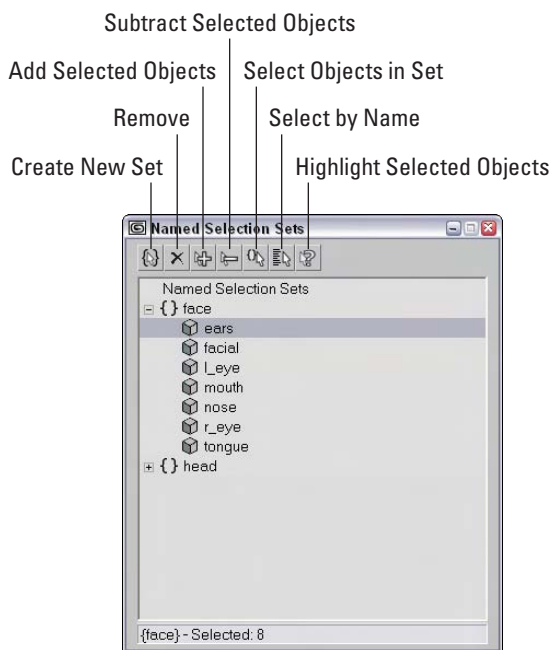 Subtract Selected Objects
Add Selected Objects
Select Objects in Set
Remove
Select by Name
Create New Set
Highlight Selected Objects
Named Selection Sets
Named Selection Sets
{} face
ears
facial
l_eye
mouth
nose
r_eye
tongue
{} head
{face} - Selected: 8